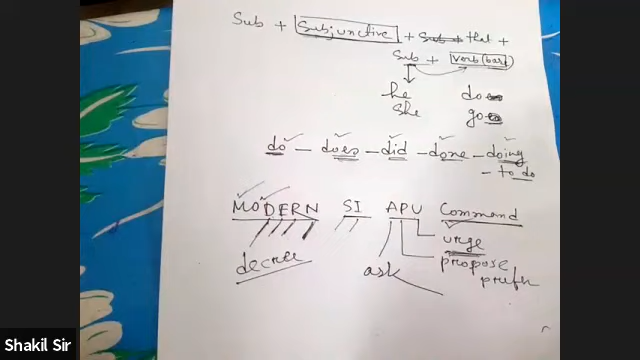 Sub + Subjunctive + that +
Sub + verb (base)
he do
She go
do - does - did - done - doing
- to do
MODERN SI APU Command
urge
decree ask propose
prefer
Shakil Sir